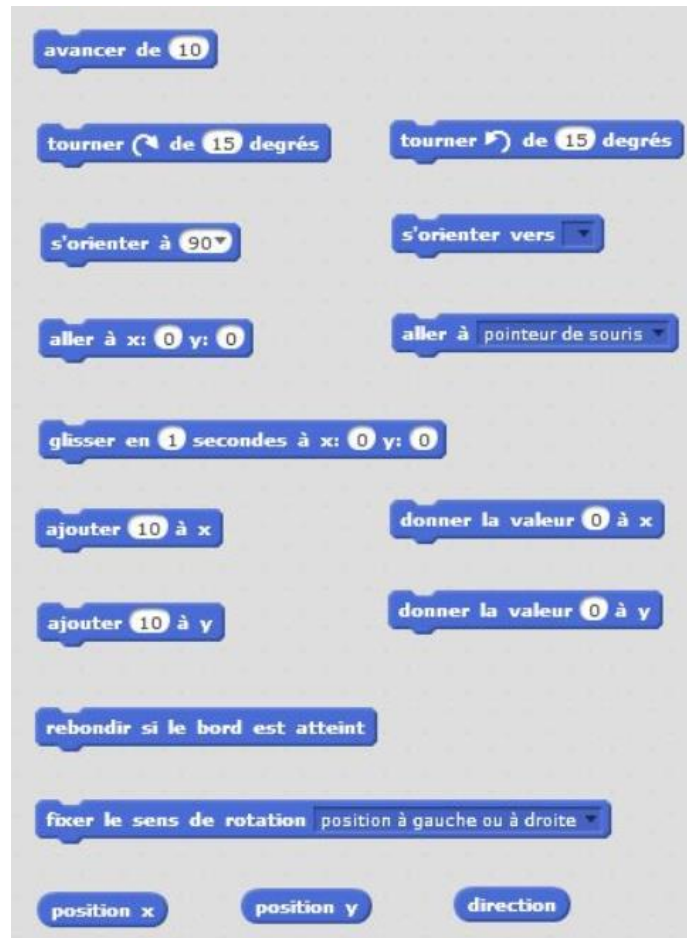 avancer de 10
tourner de 15 degrés
tourner de 15 degrés
s'orienter à 90
s'orienter vers
aller à x: 0 y: 0
aller à pointeur de souris
glisser en 1 secondes à x: 0 y: 0
ajouter 10 à x
donner la valeur 0 à x
ajouter 10 à y
donner la valeur 0 à y
rebondir si le bord est atteint
fixer le sens de rotation position à gauche ou à droite
position x
position y
direction